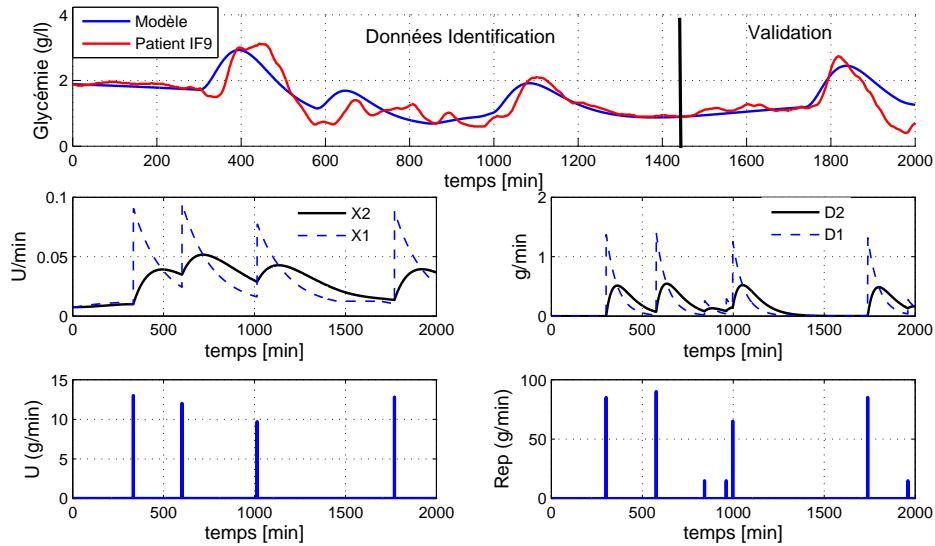 Modèle
Patient IF9
Données Identification
Validation
Glycémie (g/l)
4
2
0
0 200 400 600 800 1000 1200 1400 1600 1800 2000
temps [min]
X2
X1
U/min
0.1
0.05
0
0 500 1000 1500 2000
temps [min]
D2
D1
g/min
2
1
0
0 500 1000 1500 2000
temps [min]
U (g/min)
15
10
5
0
0 500 1000 1500 2000
temps [min]
Rep (g/min)
100
50
0
0 500 1000 1500 2000
temps [min]